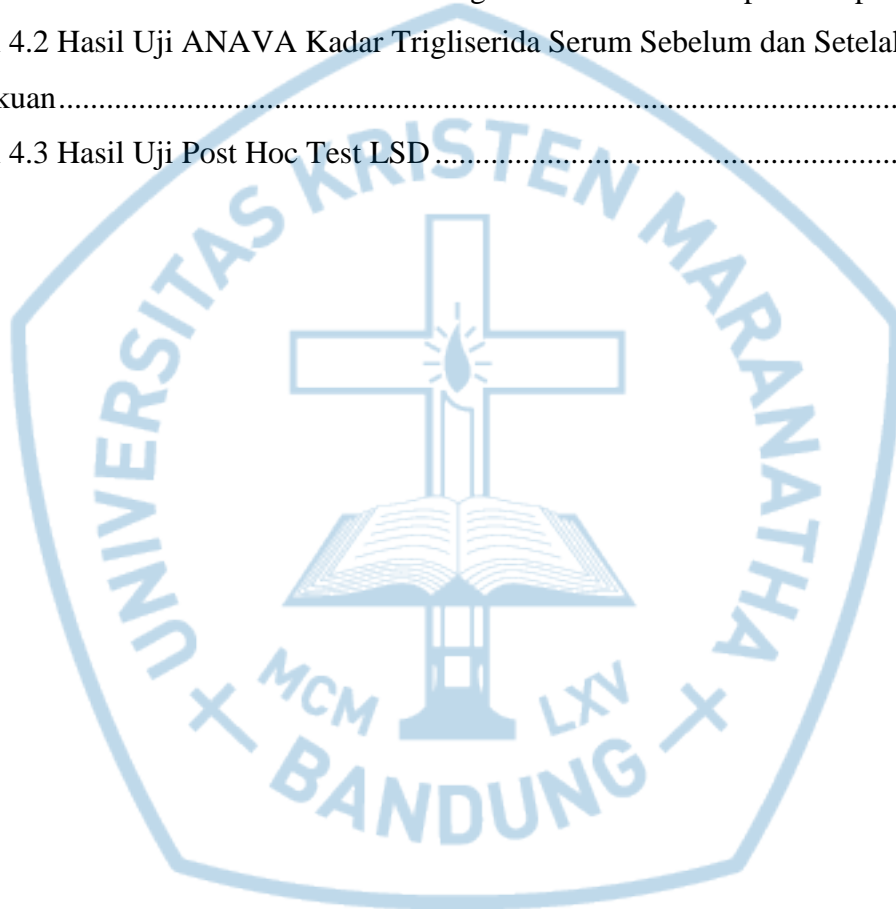 4.2 Hasil Uji ANAVA Kadar Trigliserida Serum Sebelum dan
kuan
4.3 Hasil Uji Post Hoc Test LSD
UNIVERSITAS KRISTEN MARANATHA
MCM LXV
BANDUNG